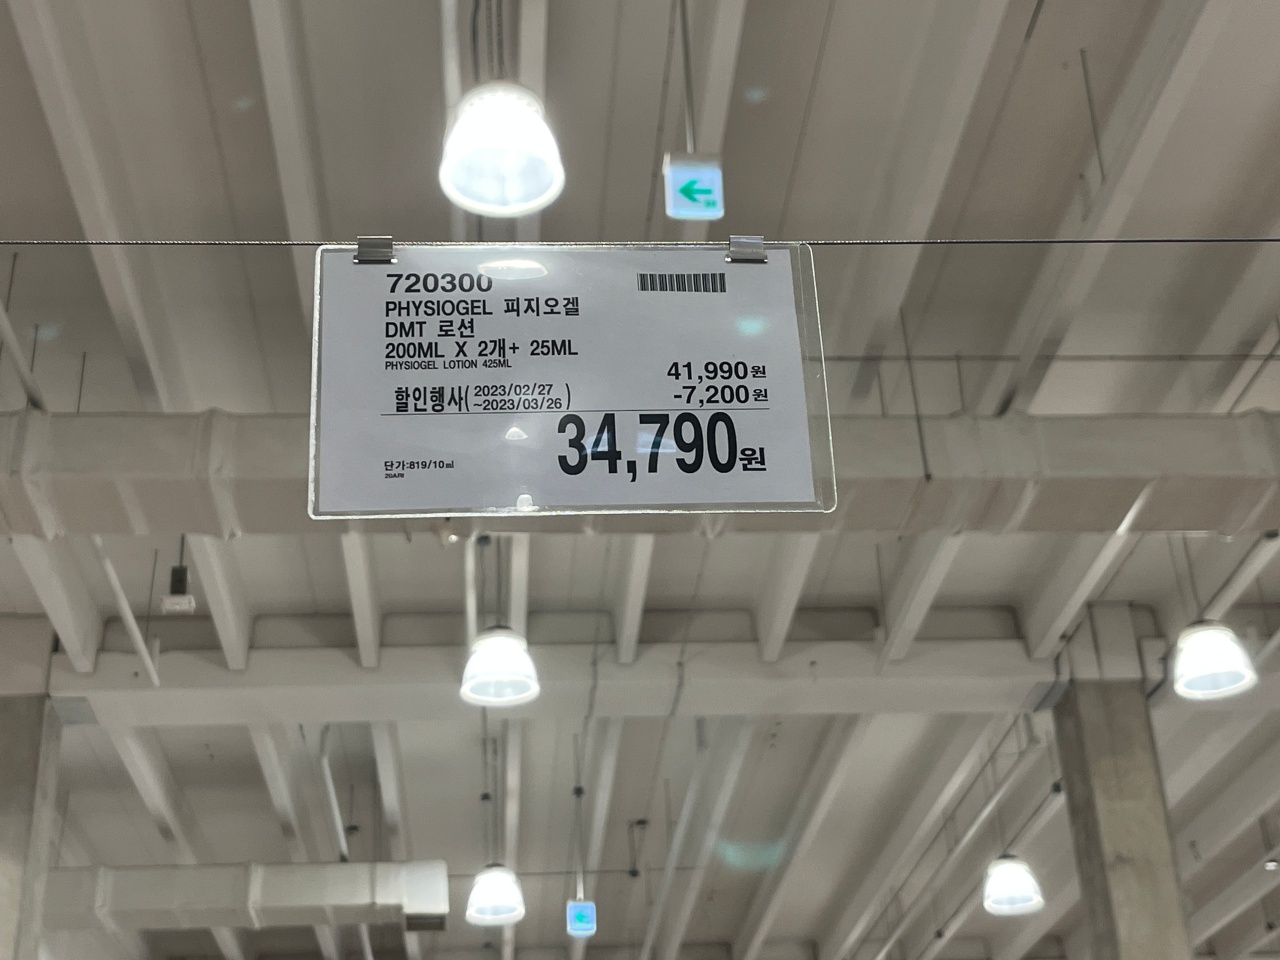 720300
PHYSIOGEL 피지오겔
DMT 로션
200ML X 2개+ 25ML
PHYSIOGEL LOTION 425ML
41,990원
할인행사(2023/02/27 ~2023/03/26)
-7,200원
34,790원
단가:819/10㎖